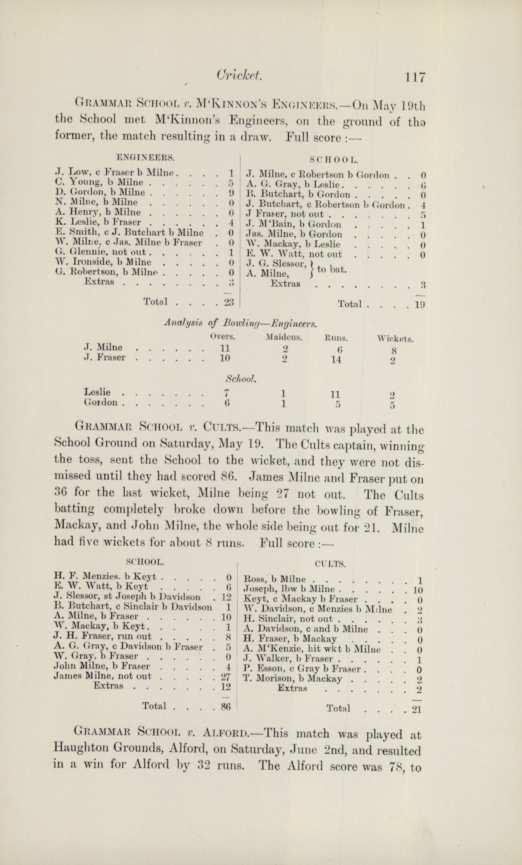 Cricket. 117
GRAMMAR SCHOOL v. M'KINNON'S ENGINEERS.—On May 19th
the School met M'Kinnon's Engineers, on the ground of the
former, the match resulting in a draw. Full score :—
ENGINEERS.
J. Low, c Fraser b Milne . . . . 1
C. Young, b Milne . . . . . . 5
D. Gordon, b Milne . . . . . . 9
N. Milne, b Milne . . . . . . 0
A. Henry, b Milne . . . . . . 0
K. Leslie, b Fraser . . . . . . 4
E. Smith, c J. Butchart b Milne . 0
W. Milne, c Jas. Milne b Fraser . 0
G. Glennie, not out . . . . . . 1
W. Ironside, b Milne . . . . . 0
G. Robertson, b Milne . . . . . 0
Extras . . . . . . . . . 3
Total . . . . 23
SCHOOL.
J. Milne, c Robertson b Gordon . . 0
A. G. Gray, b Leslie . . . . . . 6
B. Butchart, b Gordon . . . . . 0
J. Butchart, c Robertson b Gordon . 4
J Fraser, not out . . . . . . . 5
J. M'Bain, b Gordon . . . . . 1
Jas. Milne, b Gordon . . . . . 0
W. Mackay, b Leslie . . . . . 0
E. W. Watt, not out . . . . . 0
J. G. Slessor, } to bat.
A. Milne, }
Extras . . . . . . . . 3
Total . . . . 19
Analysis of Bowling—Engineers.
Overs. Maidens. Runs. Wickets.
J. Milne . . . . . . 11 2 6 8
J. Fraser . . . . . . 10 2 14 2
School.
Leslie . . . . . . . 7 1 11 2
Gordon . . . . . . . 6 1 5 5
GRAMMAR SCHOOL v. CULTS.—This match was played at the
School Ground on Saturday, May 19. The Cults captain, winning
the toss, sent the School to the wicket, and they were not dis-
missed until they had scored 86. James Milne and Fraser put on
36 for the last wicket, Milne being 27 not out. The Cults
batting completely broke down before the bowling of Fraser,
Mackay, and John Milne, the whole side being out for 21. Milne
had five wickets for about 8 runs. Full score :—
SCHOOL.
H. F. Menzies. b Keyt . . . . . 0
E. W. Watt, b Keyt . . . . . 6
J. Slessor, st Joseph b Davidson . 12
B. Butchart, c Sinclair b Davidson 1
A. Milne, b Fraser . . . . . . 10
W. Mackay, b Keyt . . . . . . 1
J. H. Fraser, run out . . . . . 8
A. G. Gray, c Davidson b Fraser . 5
W. Gray, b Fraser . . . . . . 0
John Milne, b Fraser . . . . . 4
James Milne, not out . . . . . 27
Extras . . . . . . . 12
Total . . . . 86
CULTS.
Ross, b Milne . . . . . . . . 1
Joseph, lbw b Milne . . . . . . 10
Keyt, c Mackay b Fraser . . . . 0
W. Davidson, c Menzies b Milne . 2
H. Sinclair, not out . . . . . . 3
A. Davidson, c and b Milne . . . 0
H. Fraser, b Mackay . . . . . 0
A. M'Kenzie, hit wkt b Milne . . 0
J. Walker, b Fraser . . . . . . 1
P. Esson, c Gray b Fraser . . . . 0
T. Morison, b Mackay . . . . . 2
Extras . . . . . . . 2
Total . . . . 21
GRAMMAR SCHOOL v. ALFORD.—This match was played at
Haughton Grounds, Alford, on Saturday, June 2nd, and resulted
in a win for Alford by 32 runs. The Alford score was 78, to